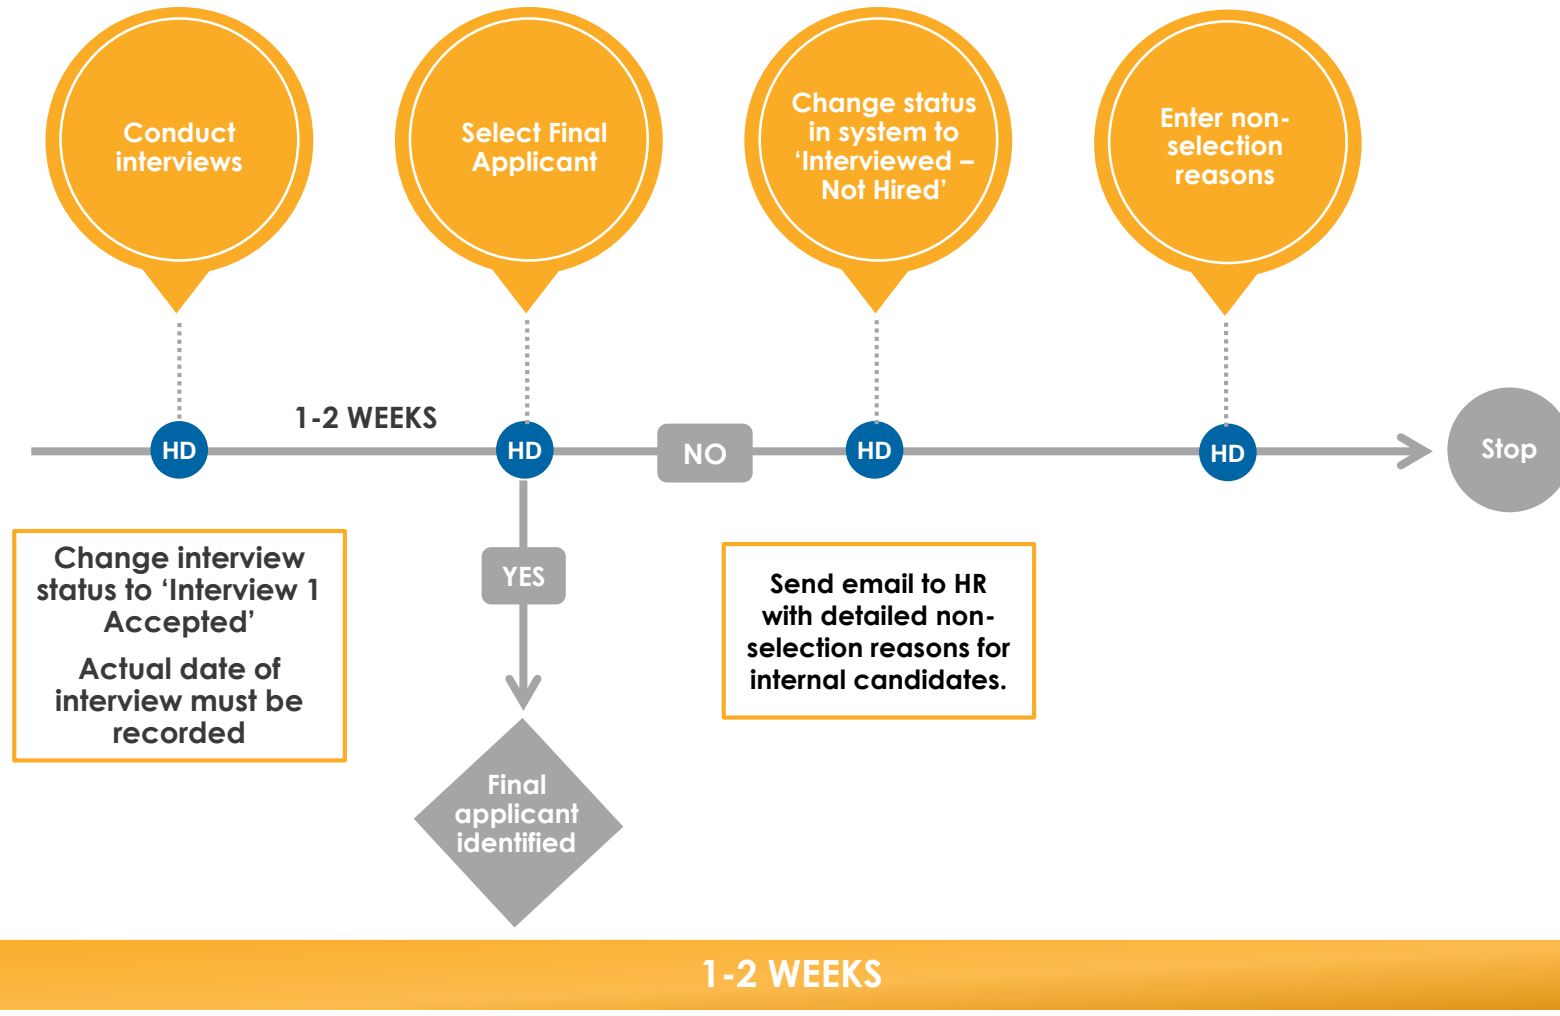 Conduct
interviews
Select Final
Applicant
Change status
in system to
‘Interviewed –
Not Hired’
Enter non-
selection
reasons
1-2 WEEKS
HD
HD
NO
HD
HD
Stop
Change interview
status to ‘Interview 1
Accepted’
Actual date of
interview must be
recorded
YES
Send email to HR
with detailed non-
selection reasons for
internal candidates.
Final
applicant
identified
1-2 WEEKS